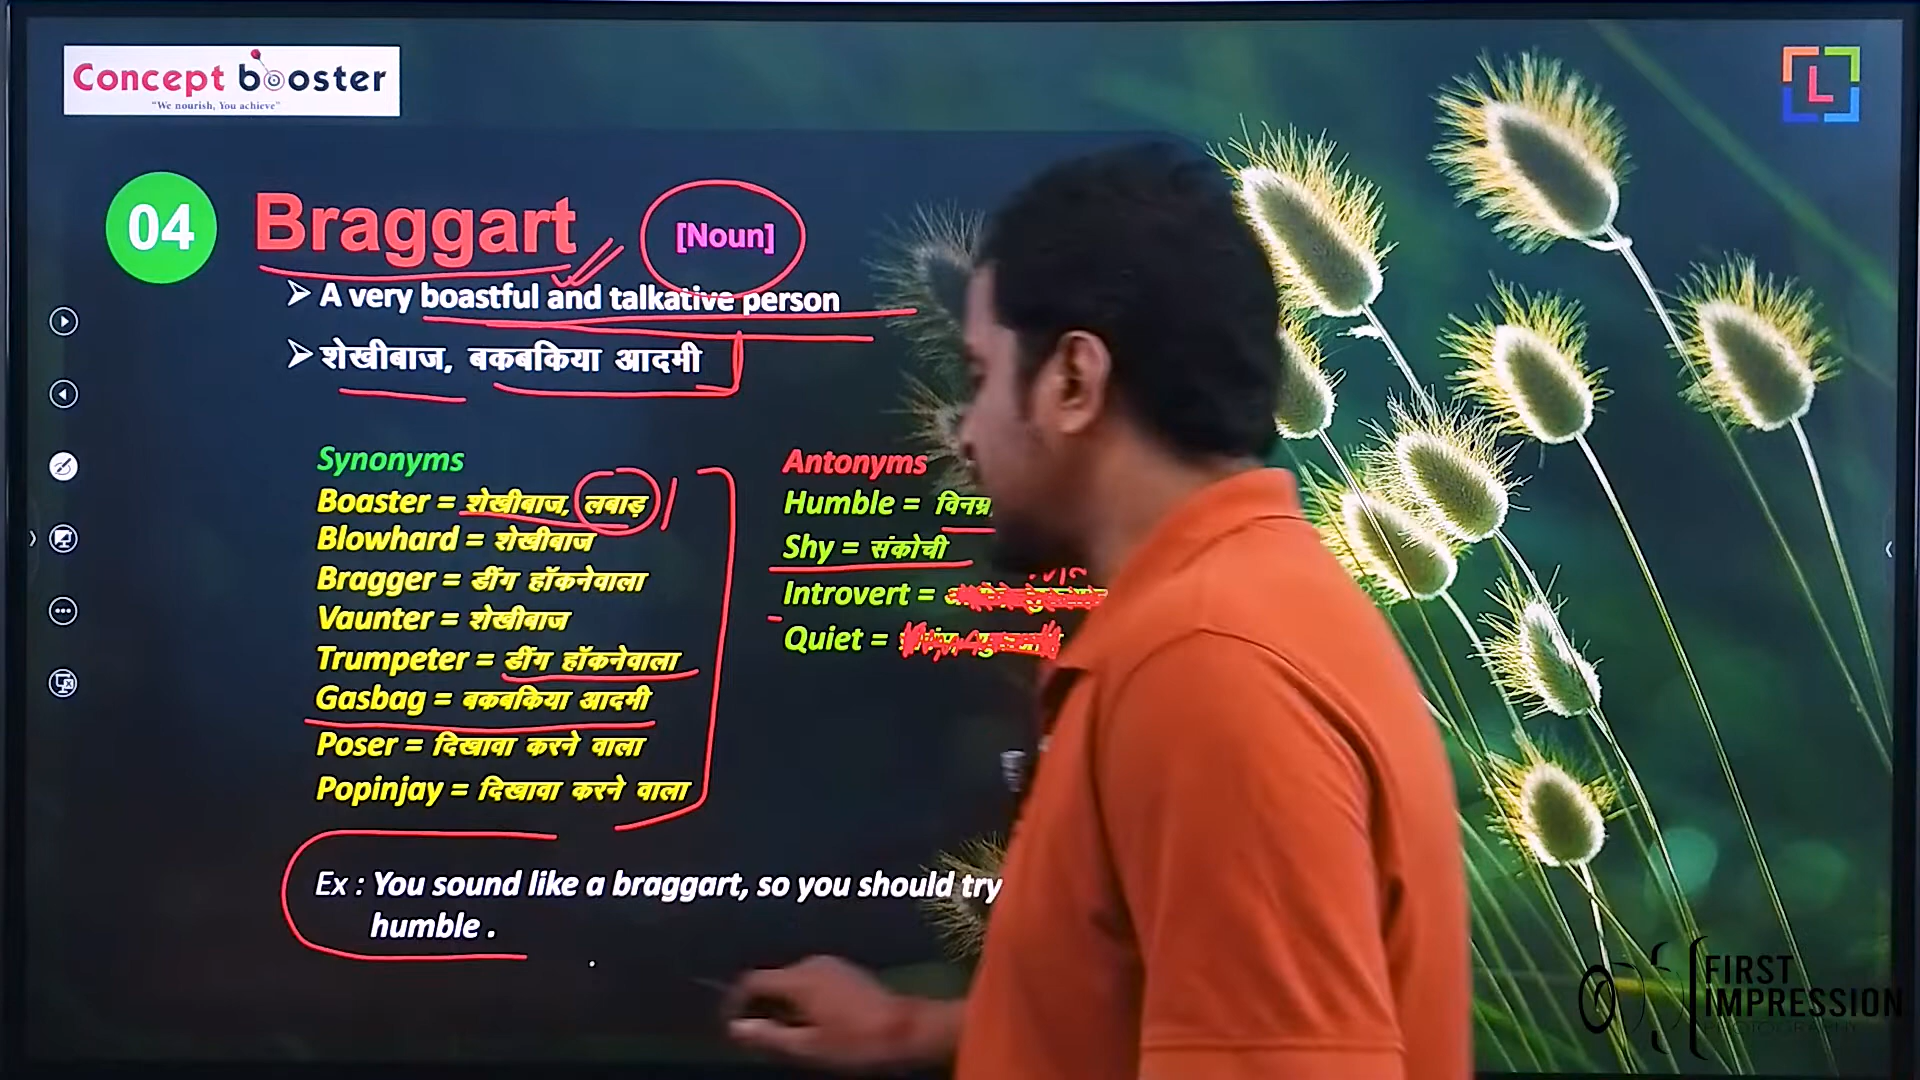 Concept booster
"We nourish, You achieve"
L
04
Braggart
[Noun]
➢ A very boastful and talkative person
➢ शेखीबाज, बकबकिया आदमी
Synonyms
Boaster = शेखीबाज, लबाड़
Blowhard = शेखीबाज
Bragger = डींग हॉकनेवाला
Vaunter = शेखीबाज
Trumpeter = डींग हॉकनेवाला
Gasbag = बकबकिया आदमी
Poser = दिखावा करने वाला
Popinjay = दिखावा करने वाला
Antonyms
Humble = विनम्र
Shy = संकोची
Introvert =
Quiet =
Ex : You sound like a braggart, so you should try
humble .
FIRST
IMPRESSION
PHOTOGRAPHY